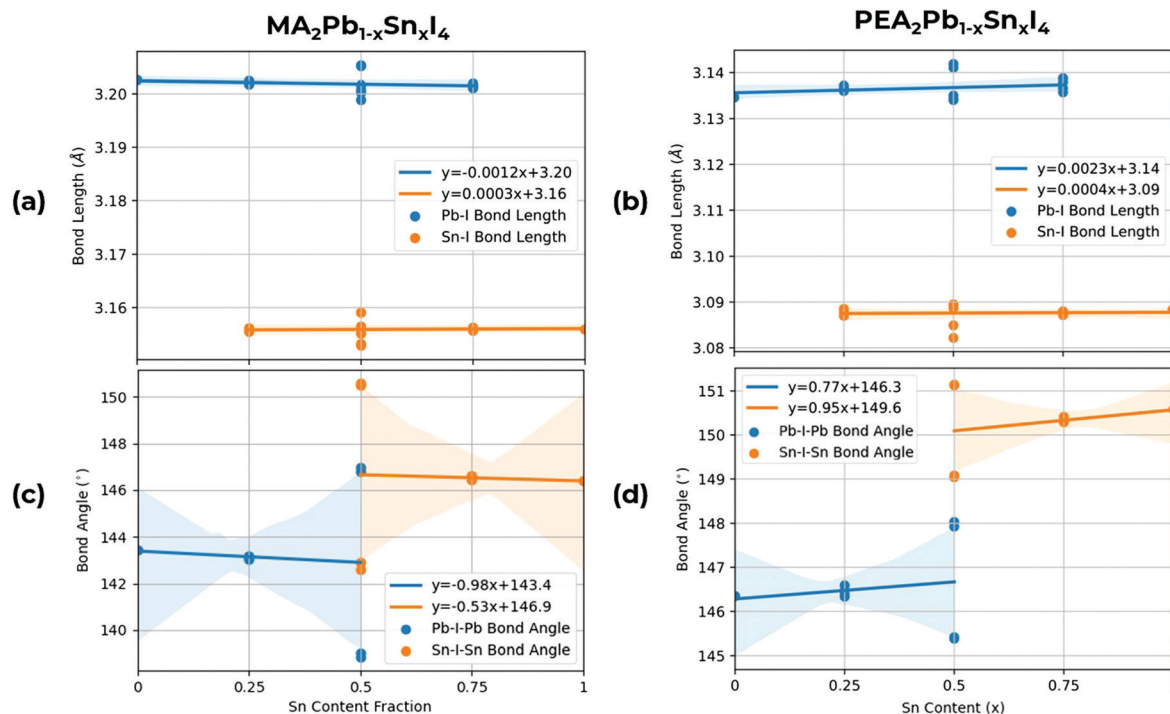 MA₂Pb₁₋ₓSnₓI₄
PEA₂Pb₁₋ₓSnₓI₄
(a)
Bond Length (Å)
3.20
3.19
3.18
3.17
3.16
y=-0.0012x+3.20
y=0.0003x+3.16
Pb-I Bond Length
Sn-I Bond Length
(b)
Bond Length (Å)
3.14
3.13
3.12
3.11
3.10
3.09
3.08
y=0.0023x+3.14
y=0.0004x+3.09
Pb-I Bond Length
Sn-I Bond Length
(c)
Bond Angle (°)
150
148
146
143
142
140
y=-0.98x+143.4
y=-0.53x+146.9
Pb-I-Pb Bond Angle
Sn-I-Sn Bond Angle
0 0.25 0.5 0.75 1
Sn Content Fraction
(d)
Bond Angle (°)
151
150
149
148
147
146
145
y=0.77x+146.3
y=0.95x+149.6
Pb-I-Pb Bond Angle
Sn-I-Sn Bond Angle
0 0.25 0.5 0.75
Sn Content (x)